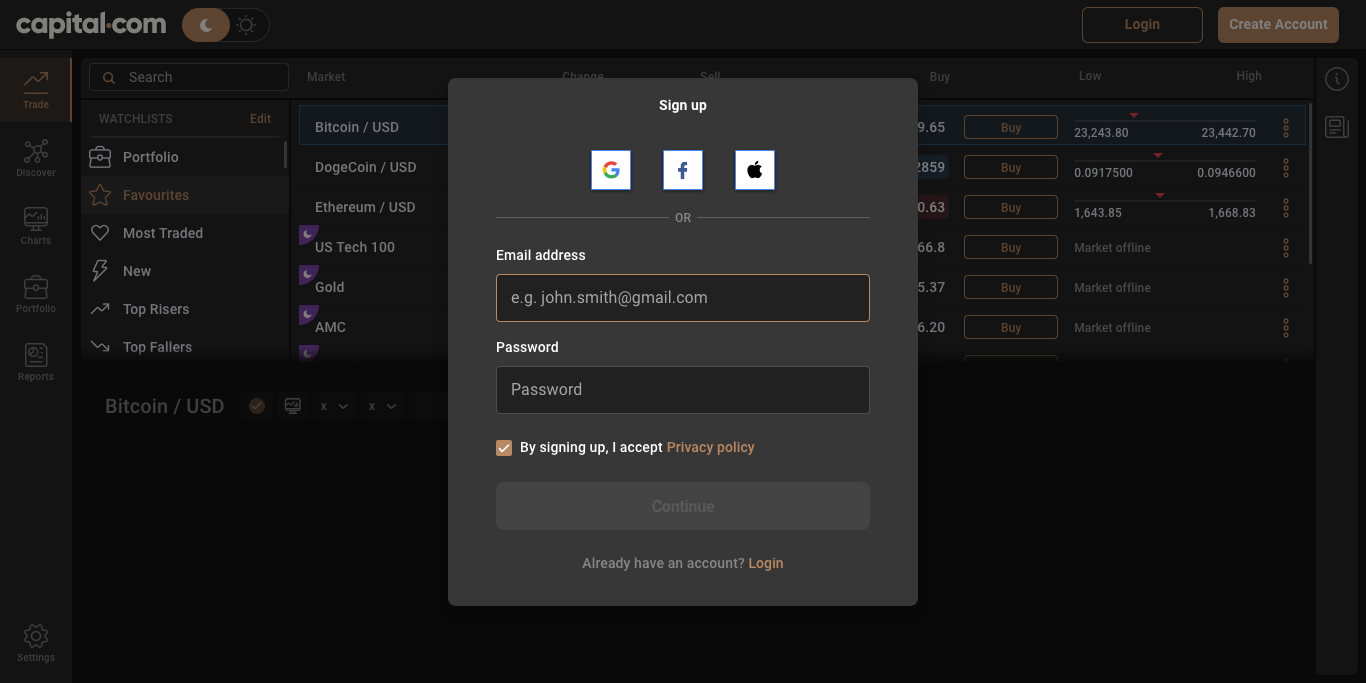 capital.com
Login
Create Account
Trade
Discover
Charts
Portfolio
Reports
Settings
Search
WATCHLISTS Edit
Portfolio
Favourites
Most Traded
New
Top Risers
Top Fallers
Market Change Sell Buy Low High
Bitcoin / USD 9.65 Buy 23,243.80 23,442.70
DogeCoin / USD 2859 Buy 0.0917500 0.0946600
Ethereum / USD 0.63 Buy 1,643.85 1,668.83
US Tech 100 66.8 Buy Market offline
Gold 5.37 Buy Market offline
AMC 6.20 Buy Market offline
Bitcoin / USD x x
Sign up
OR
Email address
e.g. john.smith@gmail.com
Password
Password
By signing up, I accept Privacy policy
Continue
Already have an account? Login